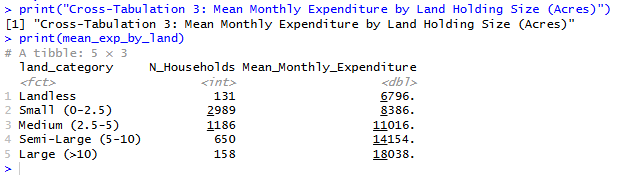 > print("Cross-Tabulation 3: Mean Monthly Expenditure by Land Holding Size (Acres)")
[1] "Cross-Tabulation 3: Mean Monthly Expenditure by Land Holding Size (Acres)"
> print(mean_exp_by_land)
# A tibble: 5 × 3
land_category N_Households Mean_Monthly_Expenditure
<fct> <int> <dbl>
1 Landless 131 6796.
2 Small (0-2.5) 2989 8386.
3 Medium (2.5-5) 1186 11016.
4 Semi-Large (5-10) 650 14154.
5 Large (>10) 158 18038.
>